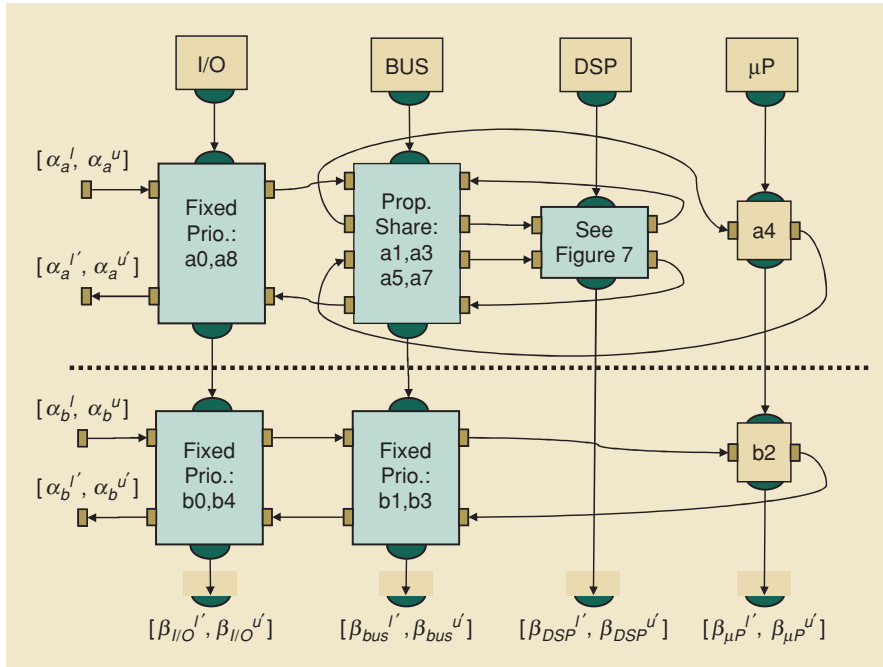 I/O
BUS
DSP
μP
[α_a^l, α_a^u]
[α_a^l′, α_a^u′]
Fixed
Prio.:
a0,a8
Prop.
Share:
a1,a3
a5,a7
See
Figure 7
a4
[α_b^l, α_b^u]
[α_b^l′, α_b^u′]
Fixed
Prio.:
b0,b4
Fixed
Prio.:
b1,b3
b2
[β_I/O^l′, β_I/O^u′]
[β_bus^l′, β_bus^u′]
[β_DSP^l′, β_DSP^u′]
[β_μP^l′, β_μP^u′]